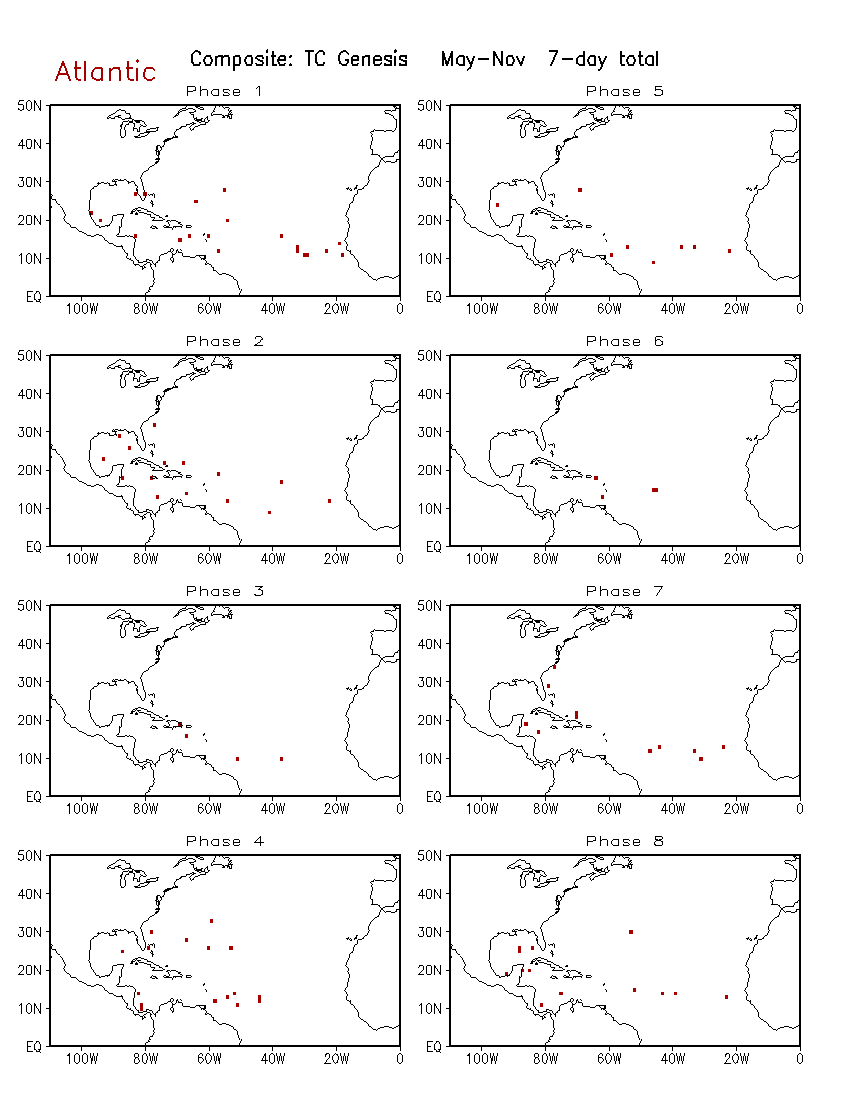 Composite: TC Genesis May-Nov 7-day total
Atlantic
Phase 1
50N
40N
30N
20N
10N
EQ
100W 80W 60W 40W 20W 0
Phase 5
50N
40N
30N
20N
10N
EQ
100W 80W 60W 40W 20W 0
Phase 2
50N
40N
30N
20N
10N
EQ
100W 80W 60W 40W 20W 0
Phase 6
50N
40N
30N
20N
10N
EQ
100W 80W 60W 40W 20W 0
Phase 3
50N
40N
30N
20N
10N
EQ
100W 80W 60W 40W 20W 0
Phase 7
50N
40N
30N
20N
10N
EQ
100W 80W 60W 40W 20W 0
Phase 4
50N
40N
30N
20N
10N
EQ
100W 80W 60W 40W 20W 0
Phase 8
50N
40N
30N
20N
10N
EQ
100W 80W 60W 40W 20W 0